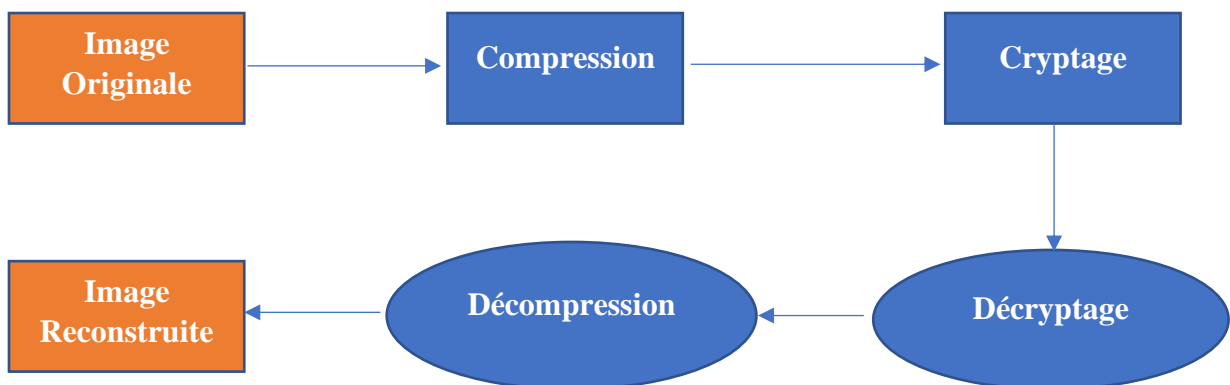 Image
Originale
Compression
Cryptage
Image
Reconstruite
Décompression
Décryptage